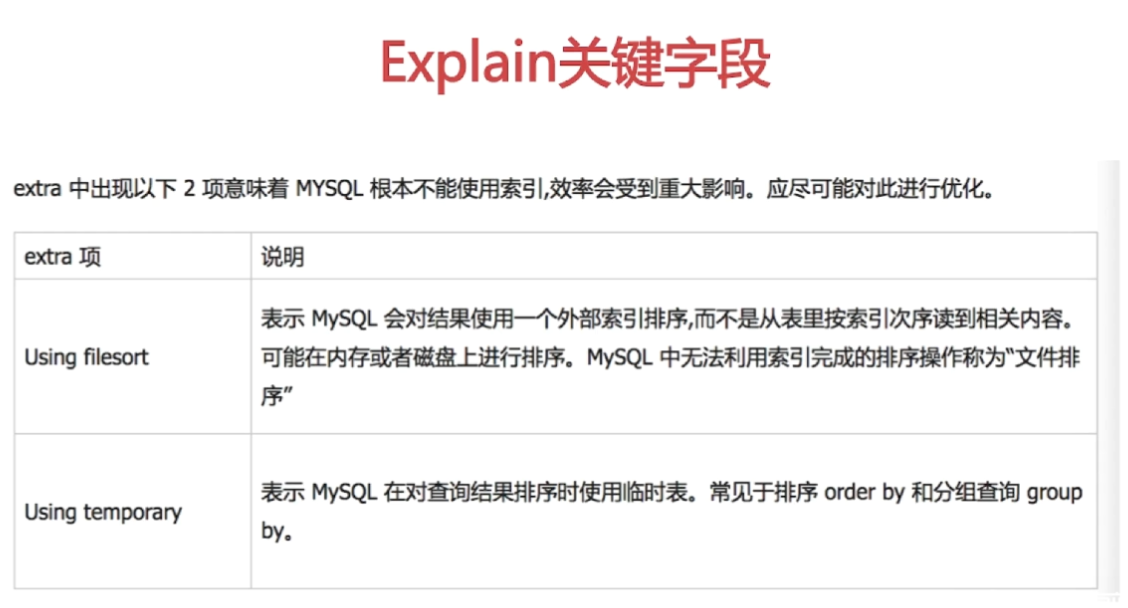 Explain关键字段
extra 中出现以下 2 项意味着 MYSQL 根本不能使用索引,效率会受到重大影响。应尽可能对此进行优化。
extra 项
说明
Using filesort
表示 MySQL 会对结果使用一个外部索引排序,而不是从表里按索引次序读到相关内容。
可能在内存或者磁盘上进行排序。MySQL 中无法利用索引完成的排序操作称为“文件排
序”
Using temporary
表示 MySQL 在对查询结果排序时使用临时表。常见于排序 order by 和分组查询 group
by。